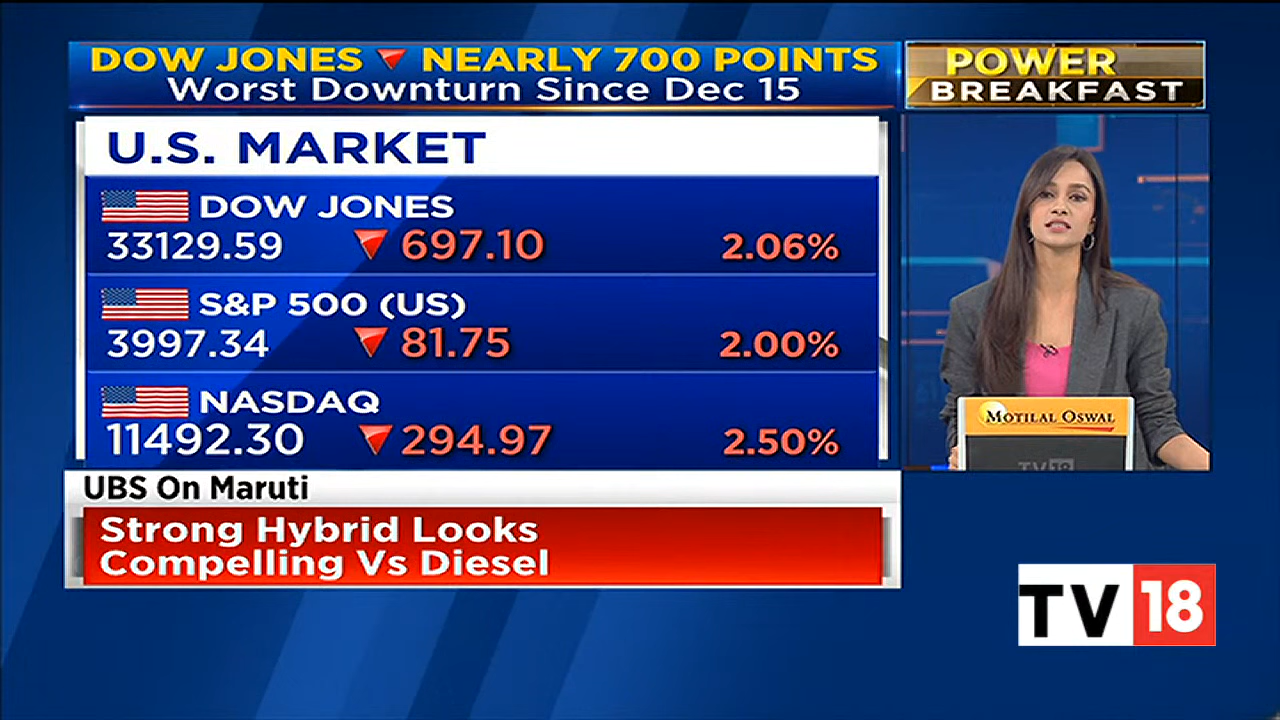 DOW JONES ▼ NEARLY 700 POINTS
Worst Downturn Since Dec 15
POWER
BREAKFAST
U.S. MARKET
DOW JONES
33129.59 ▼ 697.10 2.06%
S&P 500 (US)
3997.34 ▼ 81.75 2.00%
NASDAQ
11492.30 ▼ 294.97 2.50%
MOTILAL OSWAL
TV18
UBS On Maruti
Strong Hybrid Looks
Compelling Vs Diesel
TV18